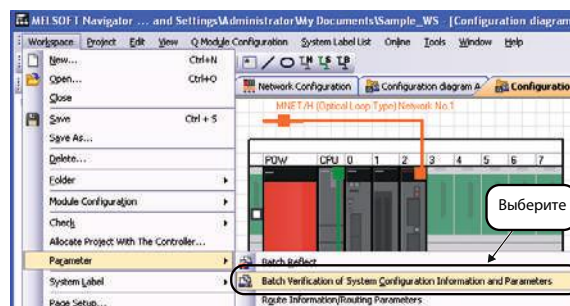 MELSOFT Navigator ... and Settings\Administrator\My Documents\Sample_WS - [Configuration diagram
Workspace Project Edit View Q Module Configuration System Label List Online Tools Window Help
New... Ctrl+N
Open... Ctrl+O
Close
Save Ctrl + S
Save As...
Delete...
Folder
Module Configuration
Check
Allocate Project With The Controller...
Parameter
System Label
Page Setup...
Network Configuration Configuration diagram A Configuratio
MNET/H (Optical Loop Type) Network No.1
POW CPU 0 1 2 3 4 5 6 7
Выберите
Batch Reflect
Batch Verification of System Configuration Information and Parameters
Route Information/Routing Parameters